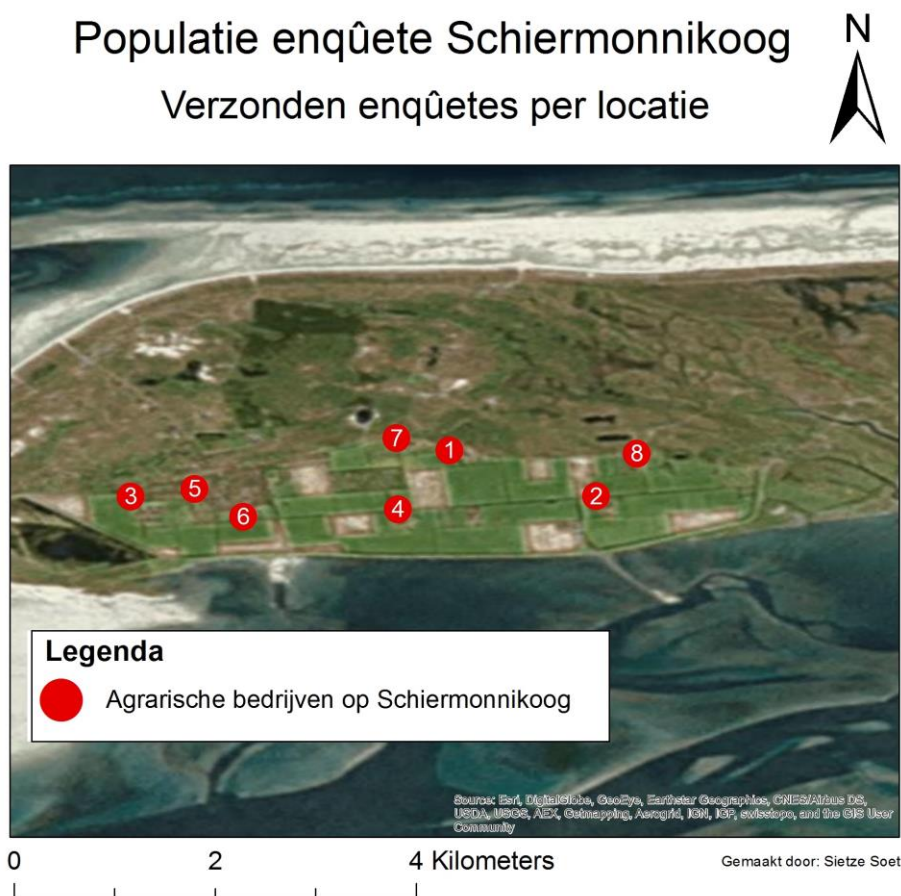 Populatie enqûete Schiermonnikoog
Verzonden enqûetes per locatie
N
7
1
8
3
5
2
6
4
Legenda
Agrarische bedrijven op Schiermonnikoog
Source: Esri, DigitalGlobe, GeoEye, Earthstar Geographics, CNES/Airbus DS,
USDA, USGS, AEX, Getmapping, Aerogrid, IGN, IGP, swisstopo, and the GIS User
Community
0 2 4 Kilometers
Gemaakt door: Sietze Soet